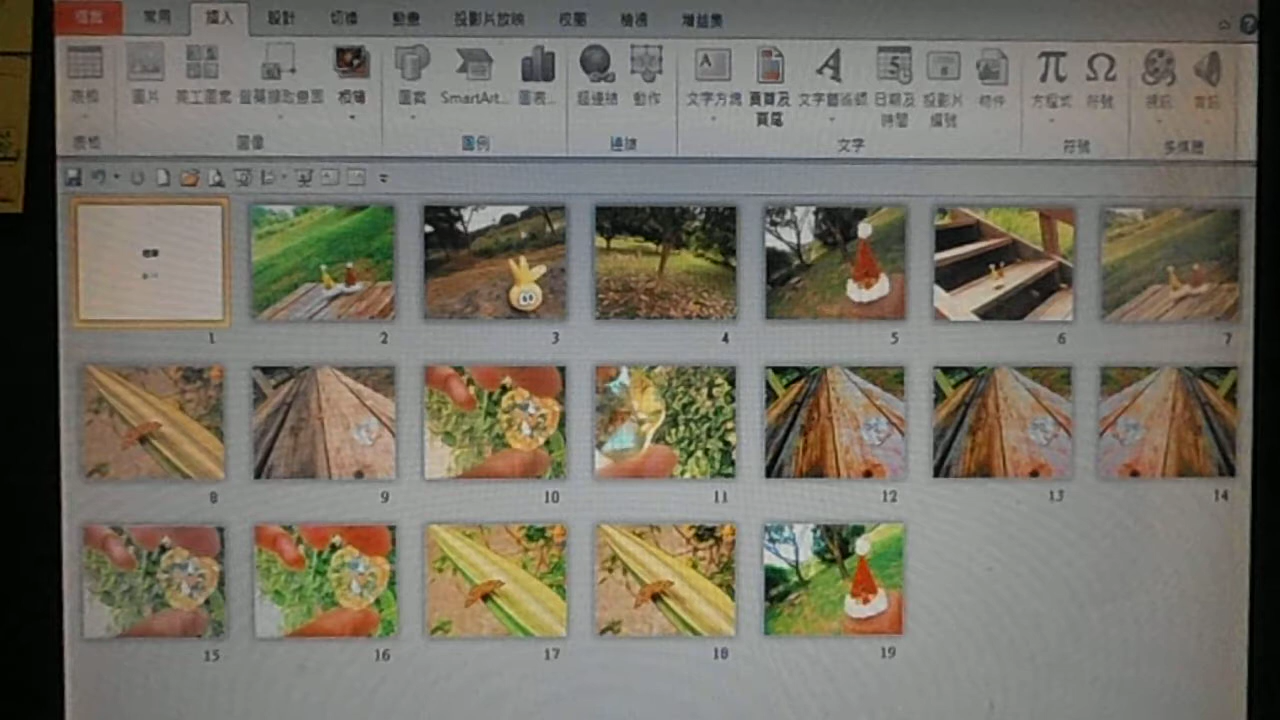 檔案 常用 插入 設計 切換 動畫 投影片放映 校閱 檢視 增益集
表格 圖片 美工圖案 螢幕擷取畫面 相簿 圖案 SmartArt... 圖表... 超連結 動作 文字方塊 頁首及頁尾 文字藝術師 日期及時間 投影片編號 物件 方程式 符號 視訊 音訊
表格 圖像 圖例 連結 文字 符號 多媒體
相簿
1 2 3 4 5 6 7
8 9 10 11 12 13 14
15 16 17 18 19